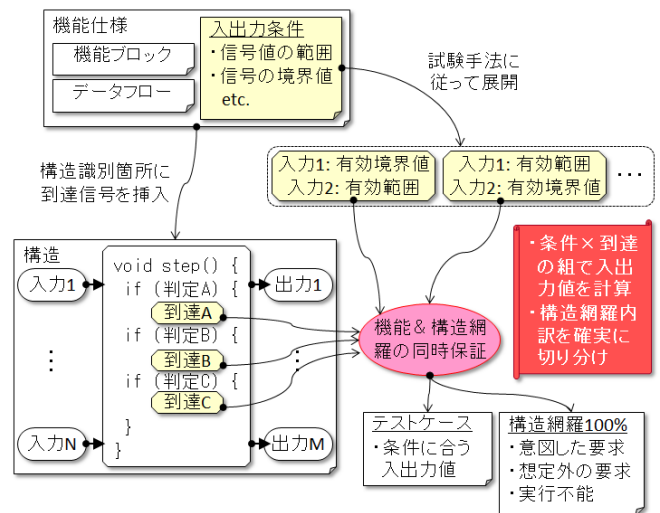 機能仕様
機能ブロック
データフロー
入出力条件
・信号値の範囲
・信号の境界値
etc.
試験手法に
従って展開
構造識別箇所に
到達信号を挿入
入力1: 有効境界値
入力2: 有効範囲
入力1: 有効範囲
入力2: 有効境界値
・・・
構造
入力1
⋮
入力N
void step() {
if (判定A) {
到達A
if (判定B) {
到達B
if (判定C) {
到達C
}
}
出力1
⋮
出力M
機能＆構造網
羅の同時保証
・条件×到達
の組で入出
力値を計算
・構造網羅内
訳を確実に
切り分け
テストケース
・条件に合う
入出力値
構造網羅100%
・意図した要求
・想定外の要求
・実行不能